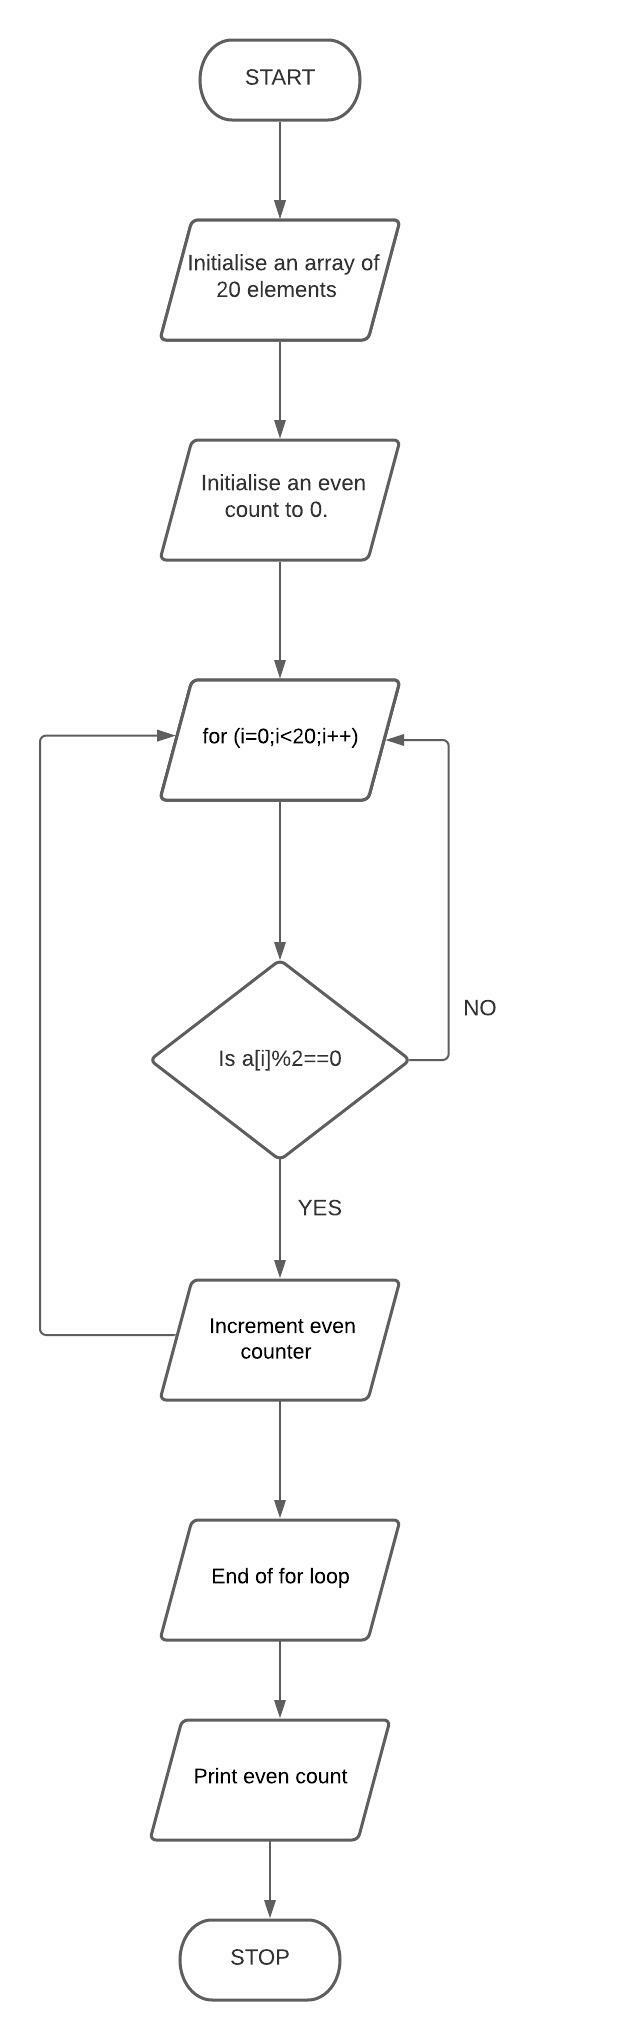 START
Initialise an array of
20 elements
Initialise an even
count to 0.
for (i=0;i<20;i++)
NO
Is a[i]%2==0
YES
Increment even
counter
End of for loop
Print even count
STOP